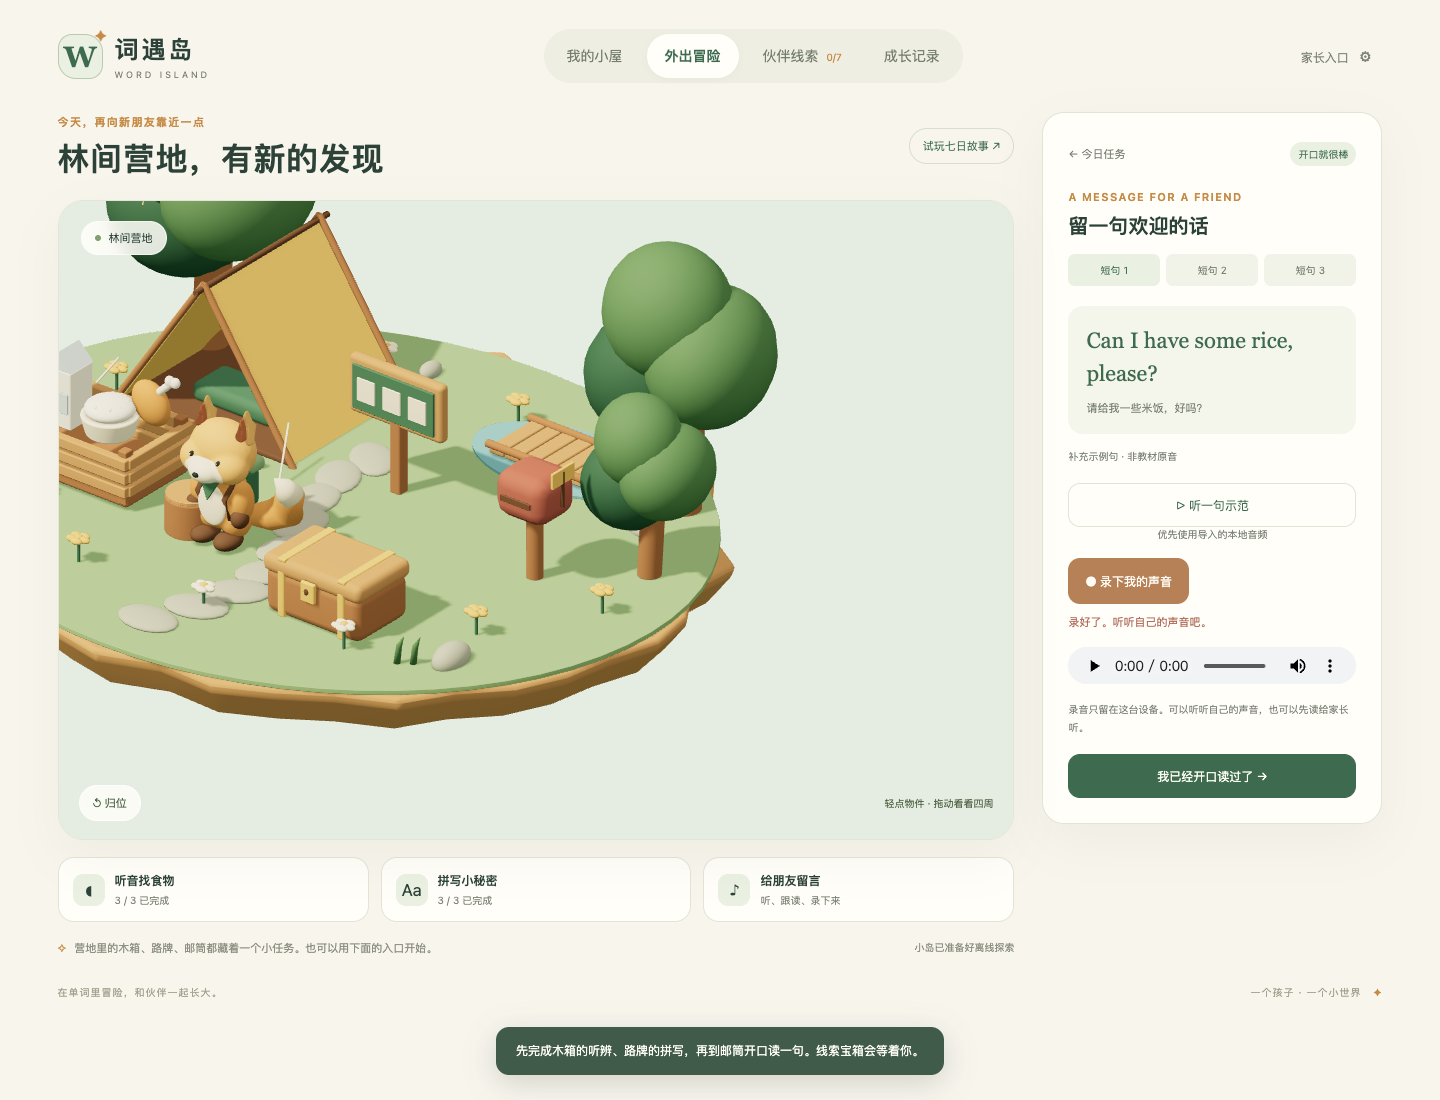 W
词遇岛
WORD ISLAND
我的小屋
外出冒险
伙伴线索 0/7
成长记录
家长入口
今天，再向新朋友靠近一点
林间营地，有新的发现
试玩七日故事 ↗
林间营地
归位
轻点物件 · 拖动看看四周
听音找食物
3 / 3 已完成
Aa
拼写小秘密
3 / 3 已完成
给朋友留言
听、跟读、录下来
营地里的木箱、路牌、邮筒都藏着一个小任务。也可以用下面的入口开始。
小岛已准备好离线探索
← 今日任务
开口就很棒
A MESSAGE FOR A FRIEND
留一句欢迎的话
短句 1
短句 2
短句 3
Can I have some rice,
please?
请给我一些米饭，好吗?
补充示例句 · 非教材原音
听一句示范
优先使用导入的本地音频
录下我的声音
录好了。听听自己的声音吧。
0:00 / 0:00
录音只留在这台设备。可以听听自己的声音，也可以先读给家长
听。
我已经开口读过了 →
在单词里冒险，和伙伴一起长大。
一个孩子 · 一个小世界
先完成木箱的听辨、路牌的拼写，再到邮筒开口读一句。线索宝箱会等着你。